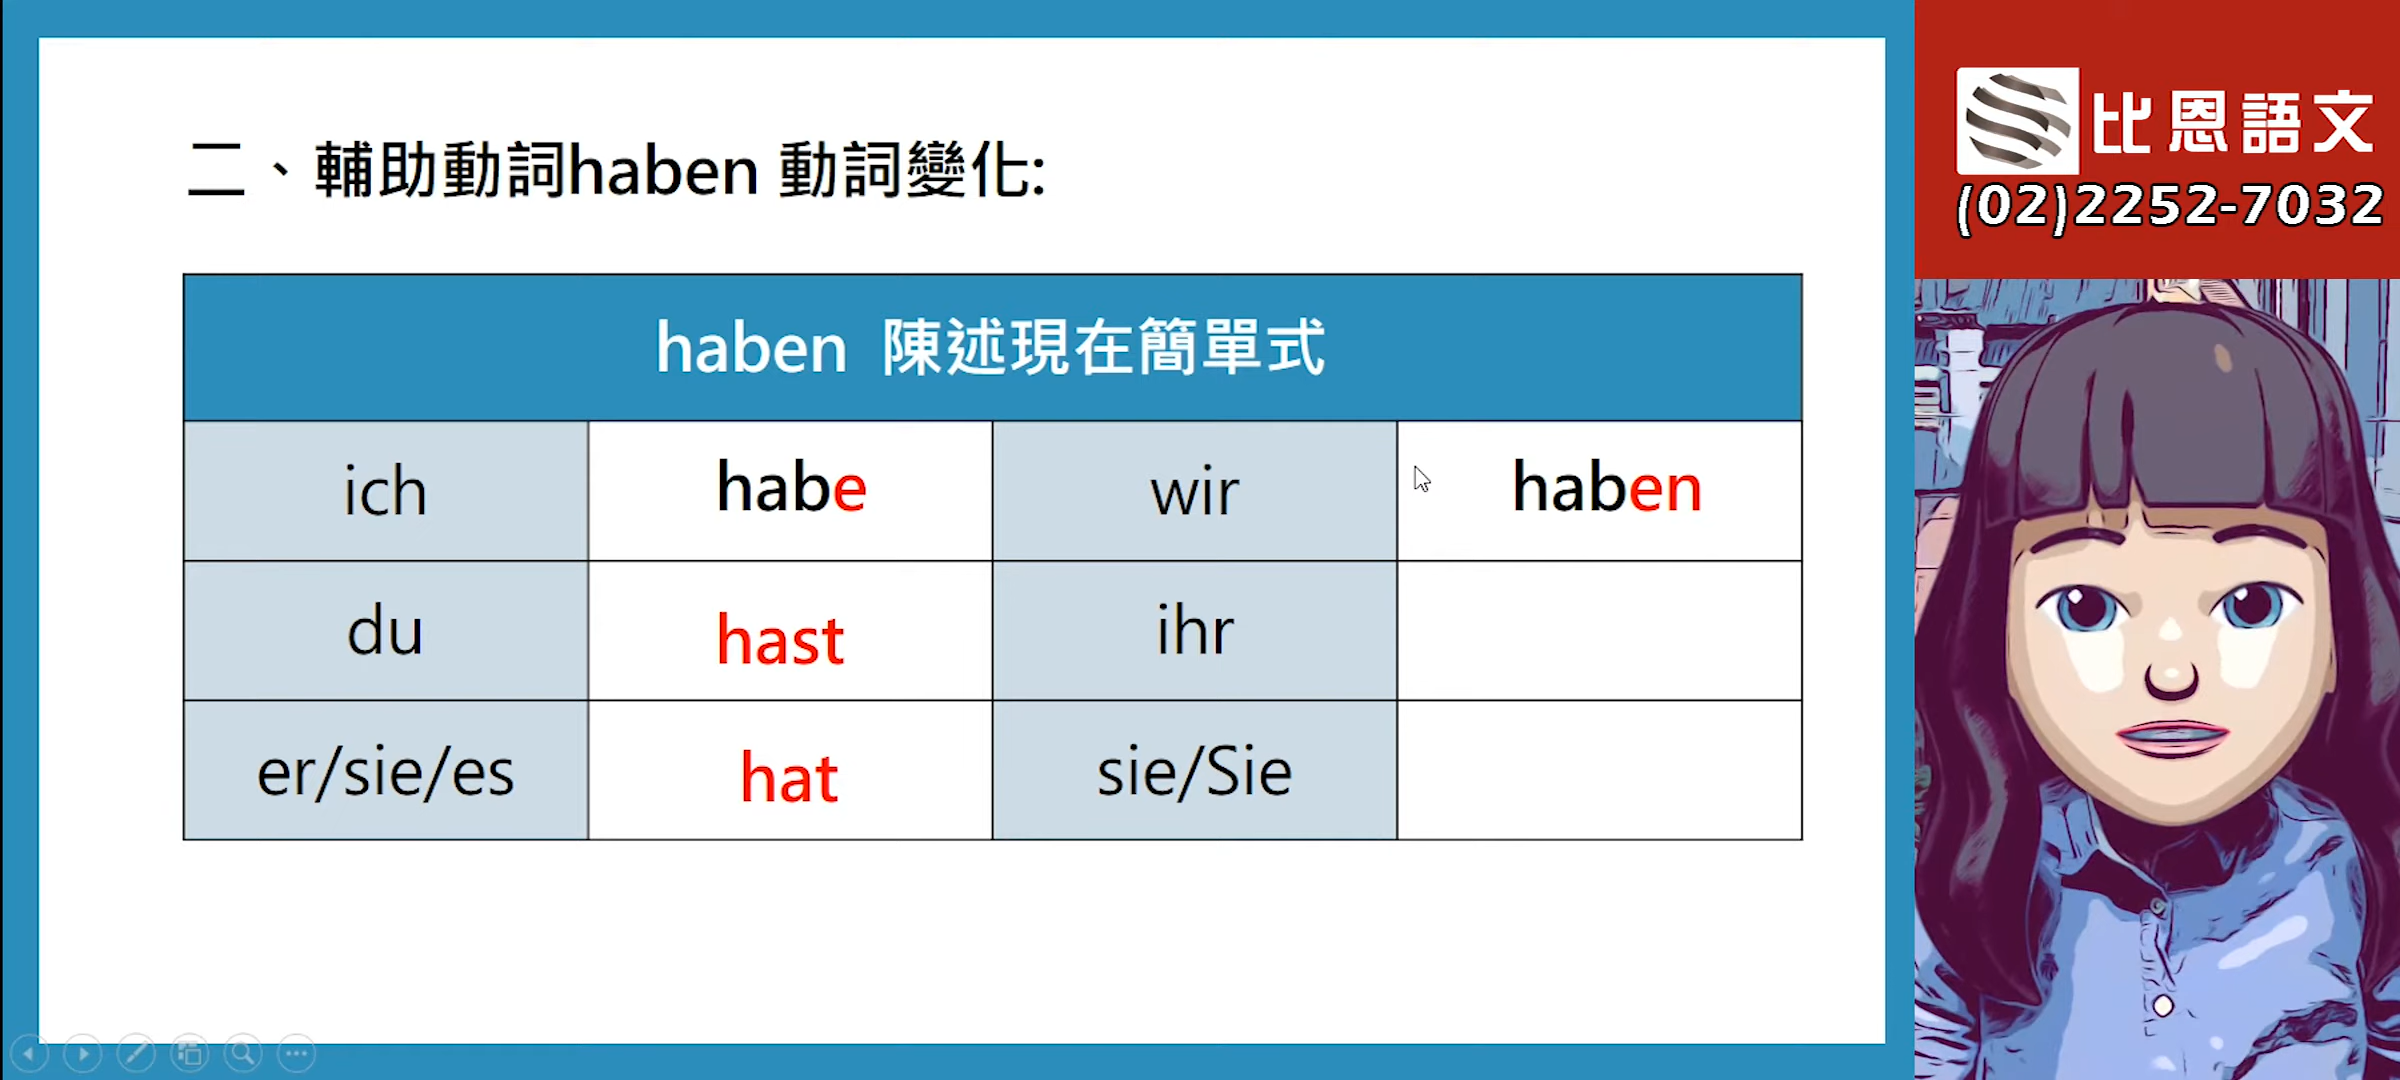 二、輔助動詞haben 動詞變化:
haben 陳述現在簡單式
ich habe wir haben
du hast ihr
er/sie/es hat sie/Sie
比恩語文
(02)2252-7032